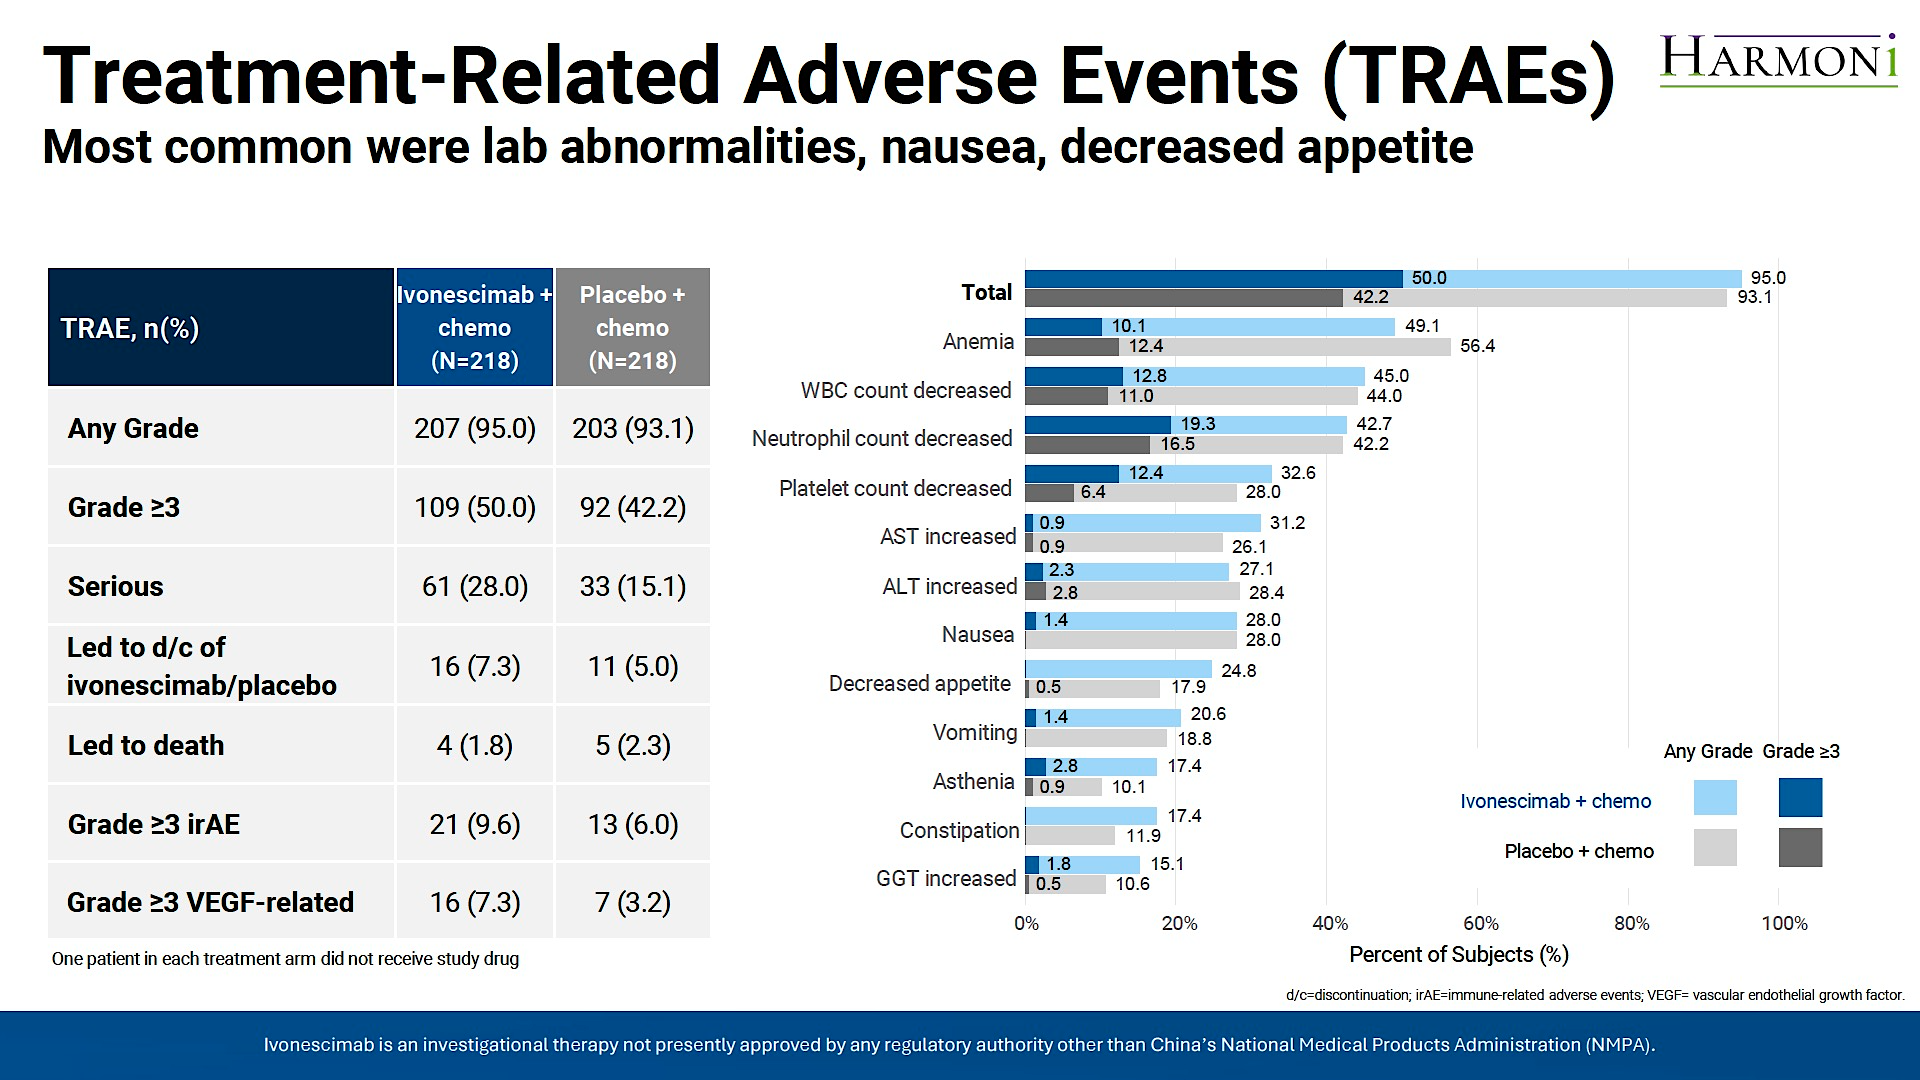 Treatment-Related Adverse Events (TRAEs)
HARMONi
Most common were lab abnormalities, nausea, decreased appetite
TRAE, n(%)
Ivonescimab +
chemo
(N=218)
Placebo +
chemo
(N=218)
Any Grade 207 (95.0) 203 (93.1)
Grade ≥3 109 (50.0) 92 (42.2)
Serious 61 (28.0) 33 (15.1)
Led to d/c of
ivonescimab/placebo 16 (7.3) 11 (5.0)
Led to death 4 (1.8) 5 (2.3)
Grade ≥3 irAE 21 (9.6) 13 (6.0)
Grade ≥3 VEGF-related 16 (7.3) 7 (3.2)
One patient in each treatment arm did not receive study drug
Total
50.0 95.0
42.2 93.1
Anemia
10.1 49.1
12.4 56.4
WBC count decreased
12.8 45.0
11.0 44.0
Neutrophil count decreased
19.3 42.7
16.5 42.2
Platelet count decreased
12.4 32.6
6.4 28.0
AST increased
0.9 31.2
0.9 26.1
ALT increased
2.3 27.1
2.8 28.4
Nausea
1.4 28.0
28.0
Decreased appetite
24.8
0.5 17.9
Vomiting
1.4 20.6
18.8
Asthenia
2.8 17.4
0.9 10.1
Constipation
17.4
11.9
GGT increased
1.8 15.1
0.5 10.6
0% 20% 40% 60% 80% 100%
Percent of Subjects (%)
Any Grade Grade ≥3
Ivonescimab + chemo
Placebo + chemo
d/c=discontinuation; irAE=immune-related adverse events; VEGF= vascular endothelial growth factor.
Ivonescimab is an investigational therapy not presently approved by any regulatory authority other than China's National Medical Products Administration (NMPA).